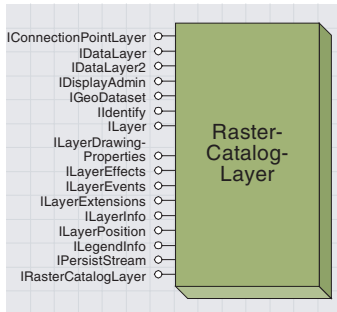 IConnectionPointLayer
IDataLayer
IDataLayer2
IDisplayAdmin
IGeoDataset
IIdentify
ILayer
ILayerDrawing-
Properties
ILayerEffects
ILayerEvents
ILayerExtensions
ILayerInfo
ILayerPosition
ILegendInfo
IPersistStream
IRasterCatalogLayer
Raster-
Catalog-
Layer